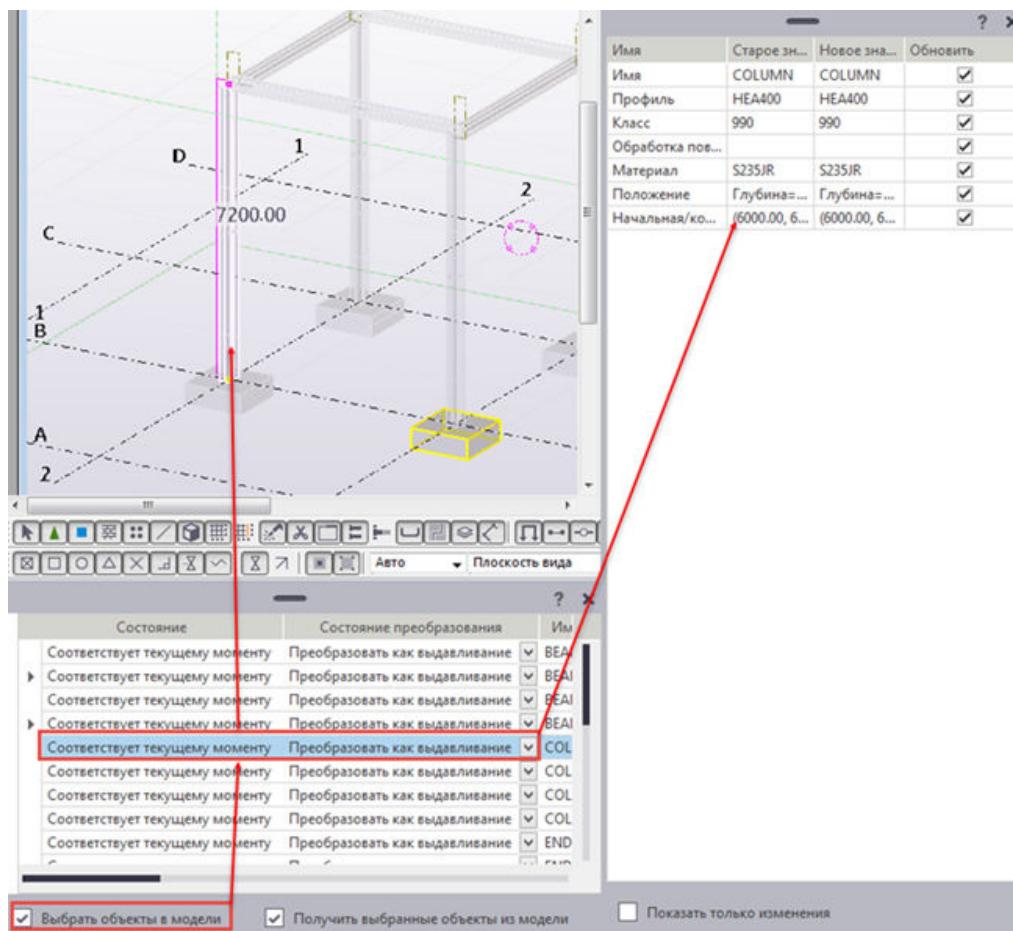 ?
Имя Старое зн... Новое зна... Обновить
Имя COLUMN COLUMN
Профиль HEA400 HEA400
Класс 990 990
Обработка пов...
Материал S235JR S235JR
Положение Глубина=... Глубина=...
Начальная/ко... (6000.00, 6... (6000.00, 6...
D
1
2
7200.00
C
1
B
A
2
Авто Плоскость вида
?
Состояние Состояние преобразования Им
Соответствует текущему моменту Преобразовать как выдавливание BEAI
Соответствует текущему моменту Преобразовать как выдавливание BEAI
Соответствует текущему моменту Преобразовать как выдавливание BEAI
Соответствует текущему моменту Преобразовать как выдавливание BEAI
Соответствует текущему моменту Преобразовать как выдавливание COL
Соответствует текущему моменту Преобразовать как выдавливание COL
Соответствует текущему моменту Преобразовать как выдавливание COL
Соответствует текущему моменту Преобразовать как выдавливание COL
Соответствует текущему моменту Преобразовать как выдавливание END
Выбрать объекты в модели Получить выбранные объекты из модели Показать только изменения